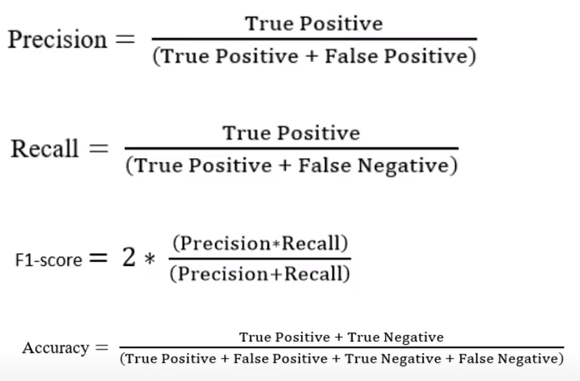 Precision = True Positive / (True Positive + False Positive)
Recall = True Positive / (True Positive + False Negative)
F1-score = 2 * (Precision*Recall) / (Precision+Recall)
Accuracy = True Positive + True Negative / (True Positive + False Positive + True Negative + False Negative)